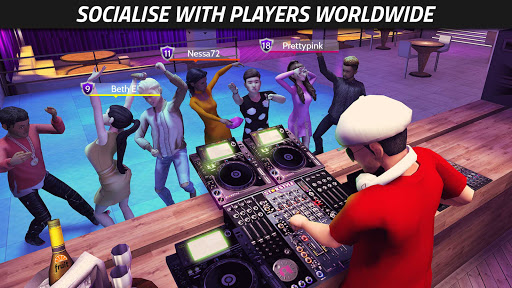 SOCIALISE WITH PLAYERS WORLDWIDE
18 Prettypink
11 Nessa72
9 BethE